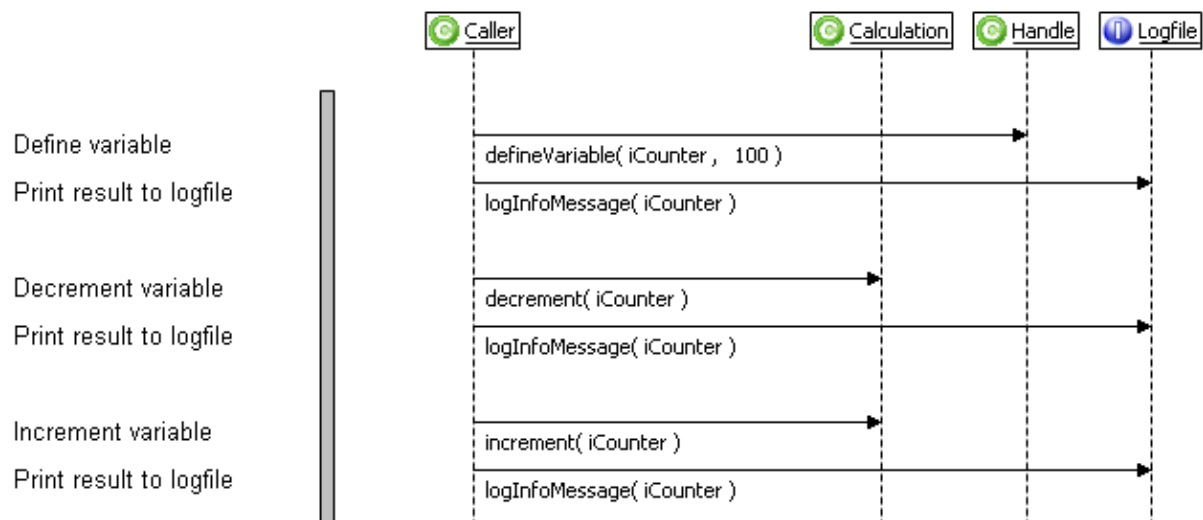 Caller
Calculation
Handle
Logfile
Define variable
defineVariable( iCounter ,  100 )
Print result to logfile
logInfoMessage( iCounter )
Decrement variable
decrement( iCounter )
Print result to logfile
logInfoMessage( iCounter )
Increment variable
increment( iCounter )
Print result to logfile
logInfoMessage( iCounter )